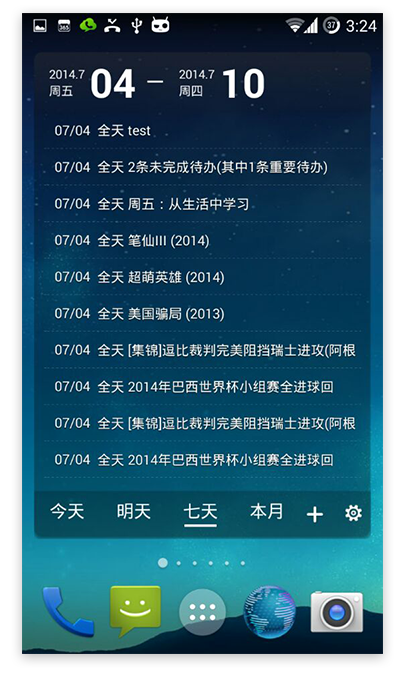 365
37
3:24
2014.7
周五
04
—
2014.7
周四
10
07/04 全天 test
07/04 全天 2条未完成待办(其中1条重要待办)
07/04 全天 周五：从生活中学习
07/04 全天 笔仙III (2014)
07/04 全天 超萌英雄 (2014)
07/04 全天 美国骗局 (2013)
07/04 全天 [集锦]逗比裁判完美阻挡瑞士进攻(阿根
07/04 全天 2014年巴西世界杯小组赛全进球回
07/04 全天 [集锦]逗比裁判完美阻挡瑞士进攻(阿根
07/04 全天 2014年巴西世界杯小组赛全进球回
今天 明天 七天 本月 +